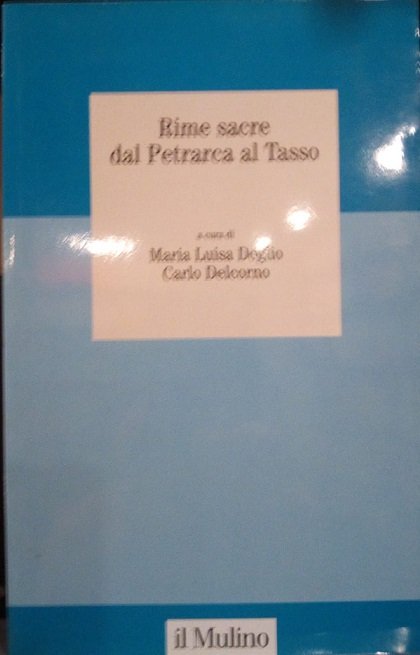 Rime sacre
dal Petrarca al Tasso
a cura di
Maria Luisa Doglio
Carlo Delcorno
il Mulino